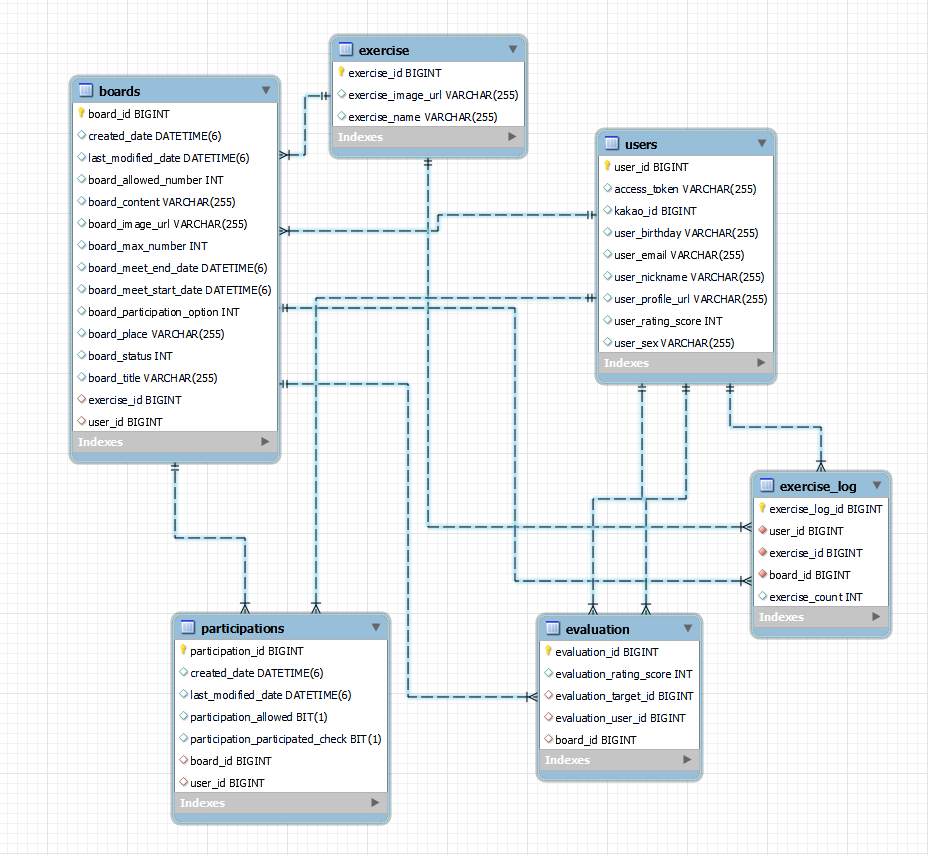 exercise
exercise_id BIGINT
exercise_image_url VARCHAR(255)
exercise_name VARCHAR(255)
Indexes
boards
board_id BIGINT
created_date DATETIME(6)
last_modified_date DATETIME(6)
board_allowed_number INT
board_content VARCHAR(255)
board_image_url VARCHAR(255)
board_max_number INT
board_meet_end_date DATETIME(6)
board_meet_start_date DATETIME(6)
board_participation_option INT
board_place VARCHAR(255)
board_status INT
board_title VARCHAR(255)
exercise_id BIGINT
user_id BIGINT
Indexes
users
user_id BIGINT
access_token VARCHAR(255)
kakao_id BIGINT
user_birthday VARCHAR(255)
user_email VARCHAR(255)
user_nickname VARCHAR(255)
user_profile_url VARCHAR(255)
user_rating_score INT
user_sex VARCHAR(255)
Indexes
exercise_log
exercise_log_id BIGINT
user_id BIGINT
exercise_id BIGINT
board_id BIGINT
exercise_count INT
Indexes
participations
participation_id BIGINT
created_date DATETIME(6)
last_modified_date DATETIME(6)
participation_allowed BIT(1)
participation_participated_check BIT(1)
board_id BIGINT
user_id BIGINT
Indexes
evaluation
evaluation_id BIGINT
evaluation_rating_score INT
evaluation_target_id BIGINT
evaluation_user_id BIGINT
board_id BIGINT
Indexes